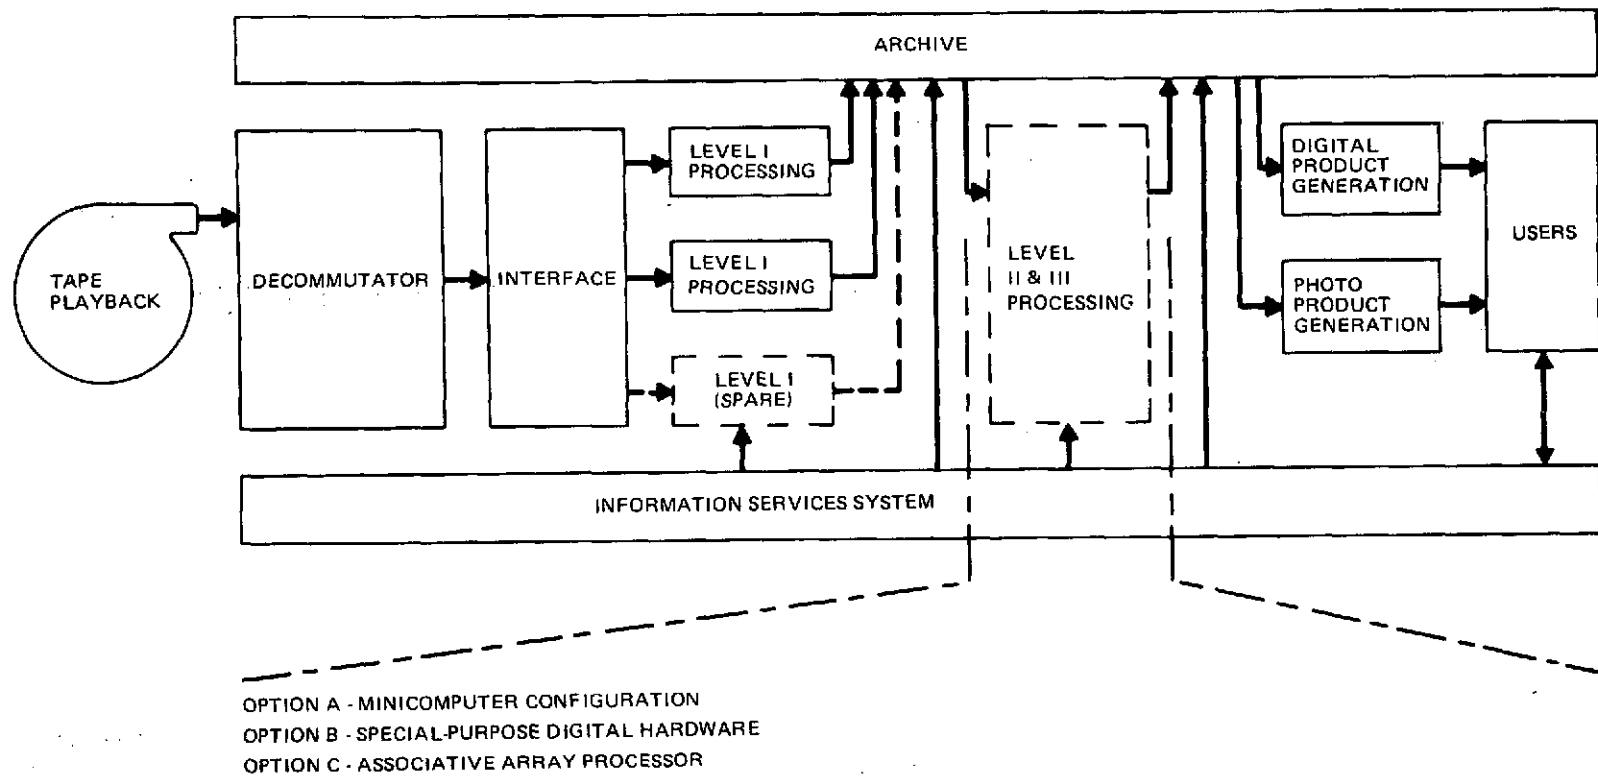 ARCHIVE
TAPE
PLAYBACK
DECOMMUTATOR
INTERFACE
LEVEL I
PROCESSING
LEVEL I
PROCESSING
LEVEL I
(SPARE)
LEVEL
II & III
PROCESSING
DIGITAL
PRODUCT
GENERATION
PHOTO
PRODUCT
GENERATION
USERS
INFORMATION SERVICES SYSTEM
OPTION A - MINICOMPUTER CONFIGURATION
OPTION B - SPECIAL-PURPOSE DIGITAL HARDWARE
OPTION C - ASSOCIATIVE ARRAY PROCESSOR